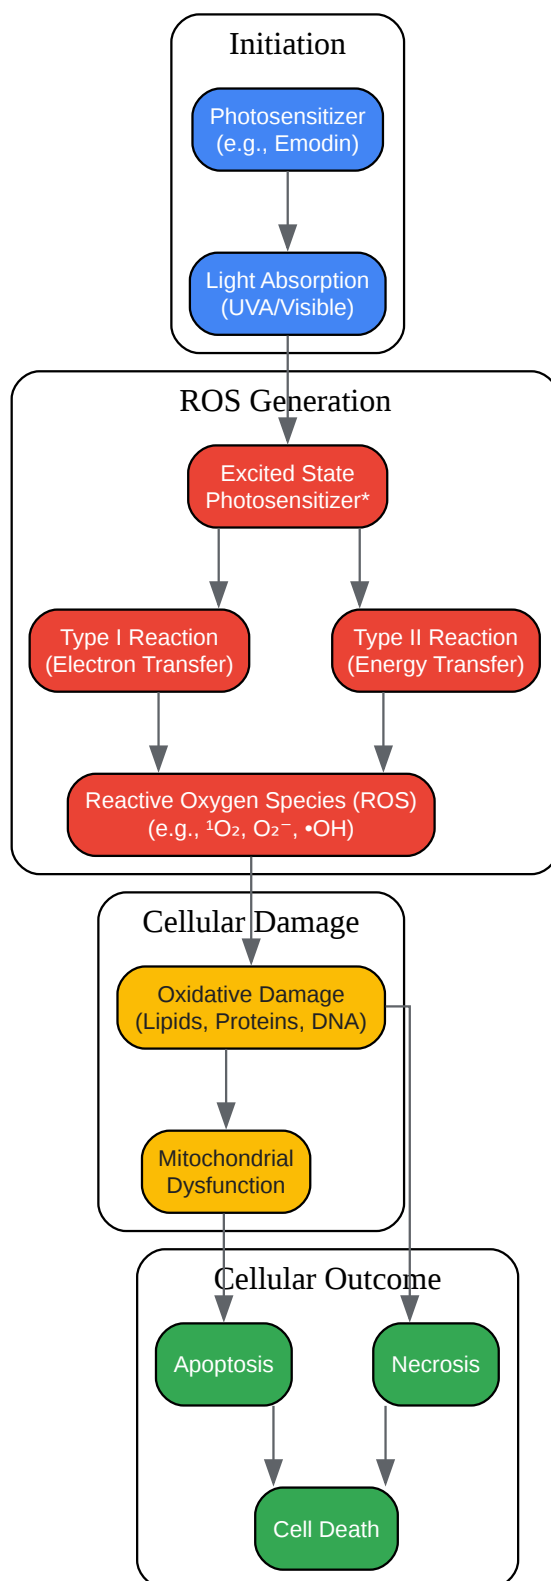 Initiation
Photosensitizer
(e.g., Emodin)
Light Absorption
(UVA/Visible)
ROS Generation
Excited State
Photosensitizer*
Type I Reaction
(Electron Transfer)
Type II Reaction
(Energy Transfer)
Reactive Oxygen Species (ROS)
(e.g., ¹O₂, O₂⁻, •OH)
Cellular Damage
Oxidative Damage
(Lipids, Proteins, DNA)
Mitochondrial
Dysfunction
Cellular Outcome
Apoptosis
Necrosis
Cell Death